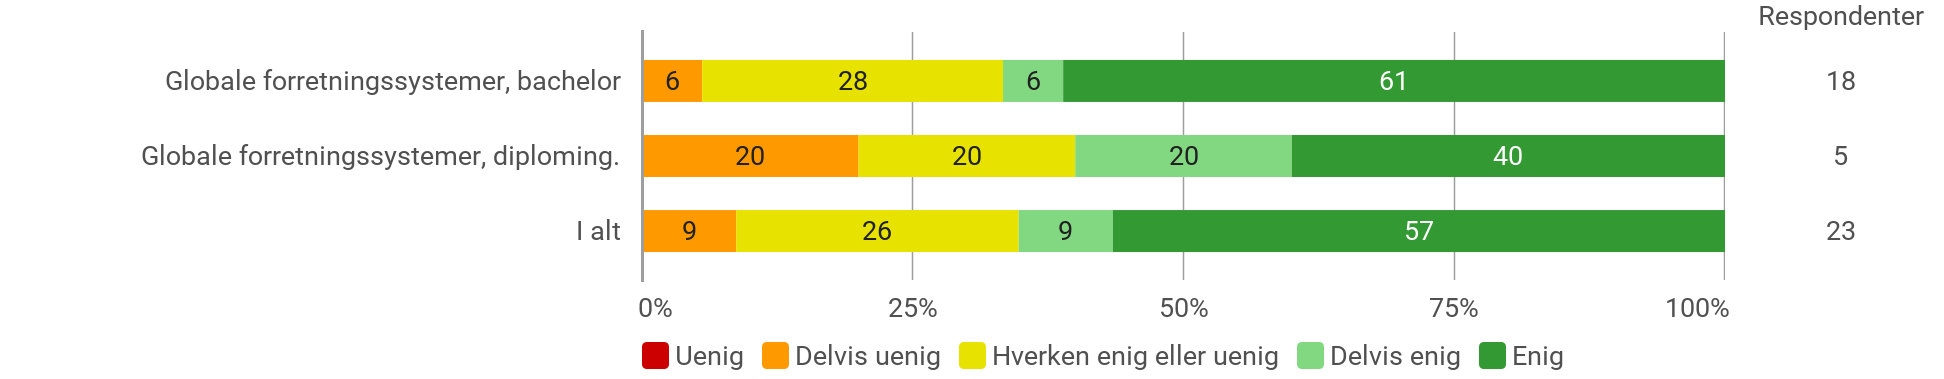 Respondenter
Globale forretningssystemer, bachelor 6 28 6 61 18
Globale forretningssystemer, diploming. 20 20 20 40 5
I alt 9 26 9 57 23
0% 25% 50% 75% 100%
Uenig Delvis uenig Hverken enig eller uenig Delvis enig Enig